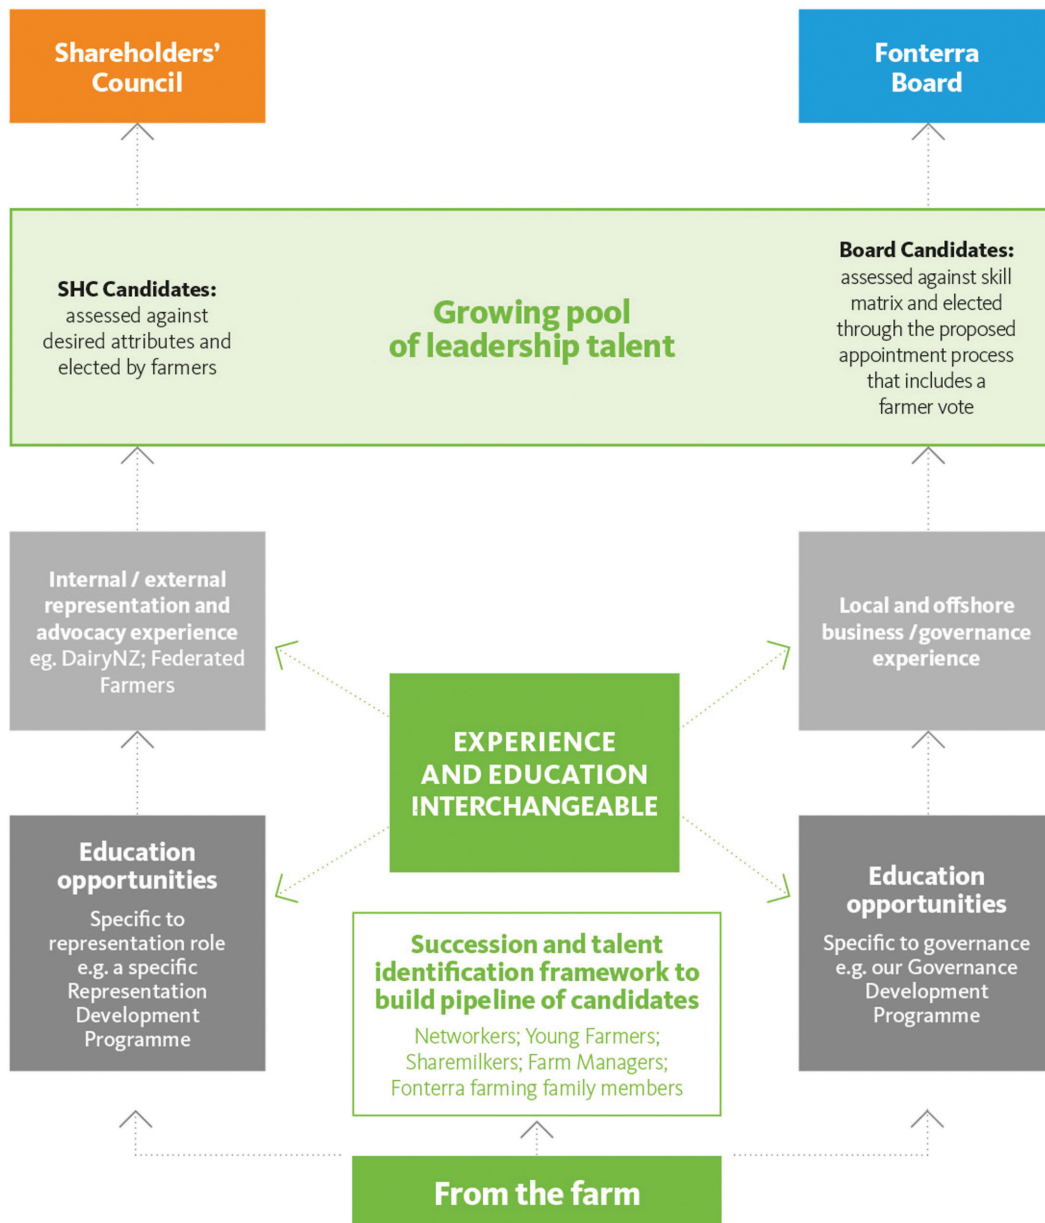 Shareholders’
Council
Fonterra
Board
SHC Candidates:
assessed against
desired attributes and
elected by farmers
Growing pool
of leadership talent
Board Candidates:
assessed against skill
matrix and elected
through the proposed
appointment process
that includes a
farmer vote
Internal / external
representation and
advocacy experience
eg. DairyNZ; Federated
Farmers
Local and offshore
business /governance
experience
EXPERIENCE
AND EDUCATION
INTERCHANGEABLE
Education
opportunities
Specific to
representation role
e.g. a specific
Representation
Development
Programme
Education
opportunities
Specific to governance
e.g. our Governance
Development
Programme
Succession and talent
identification framework to
build pipeline of candidates
Networkers; Young Farmers;
Sharemilkers; Farm Managers;
Fonterra farming family members
From the farm